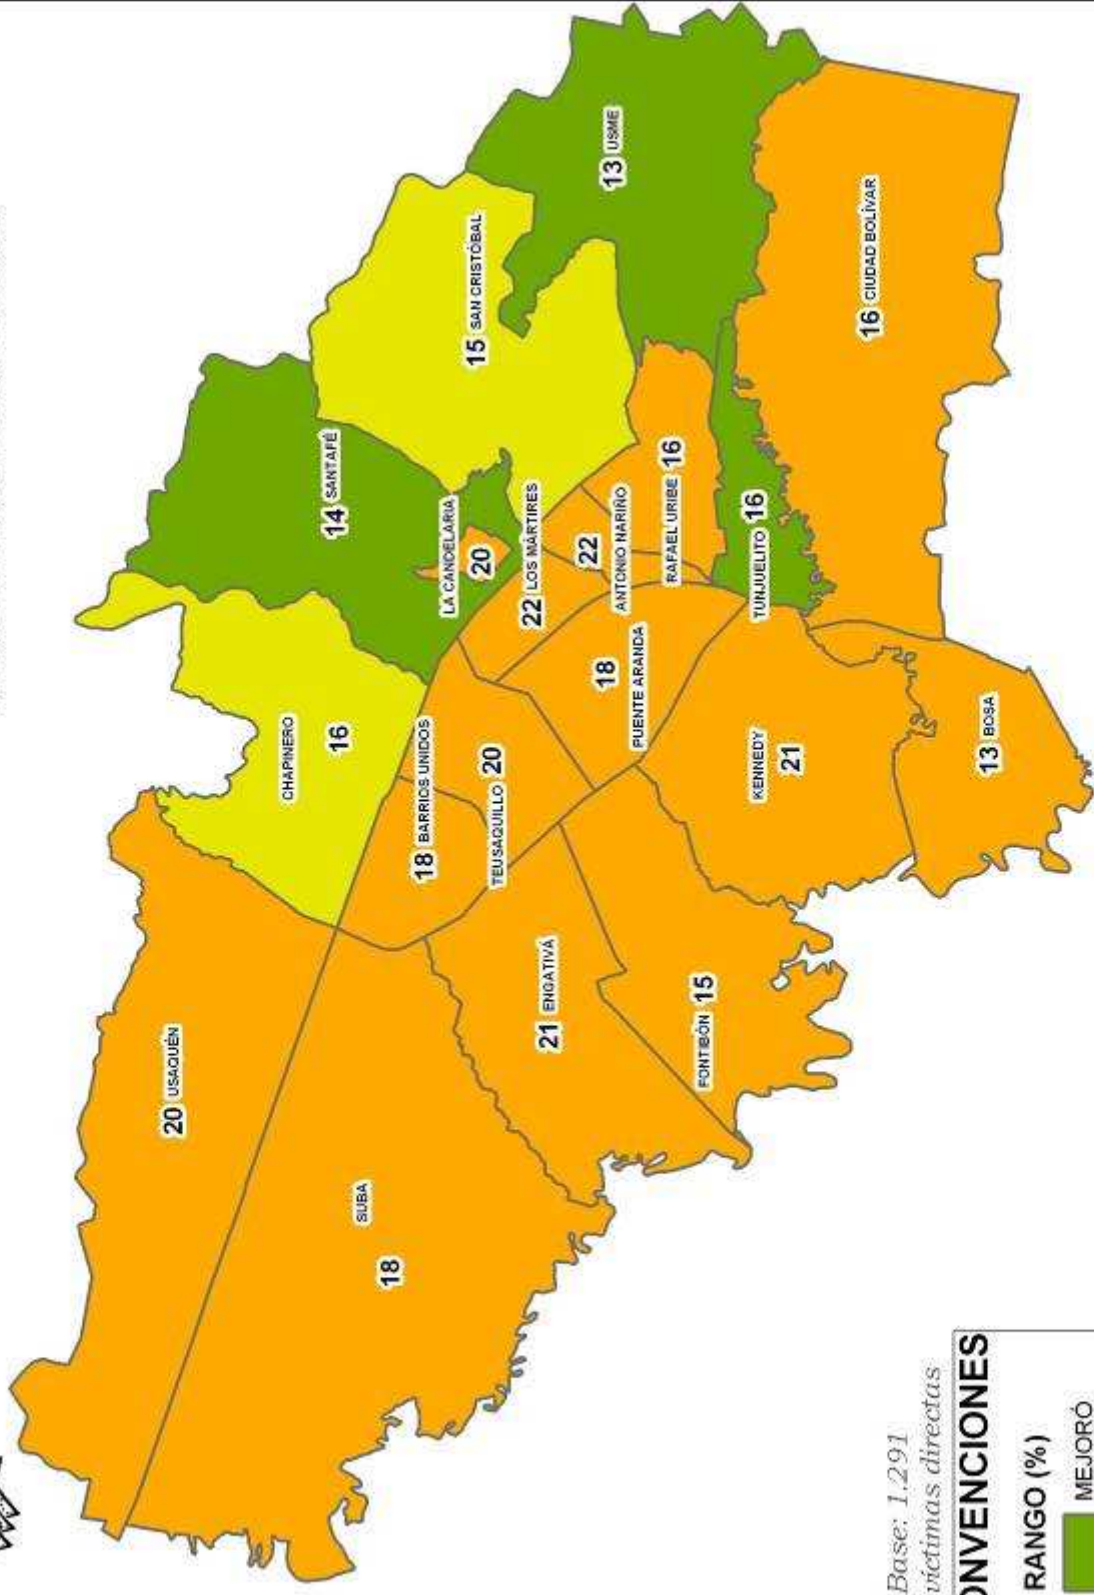 20 USAQUÉN
SUBA
18
CHAPINERO
16
18 BARRIOS UNIDOS
TEUSAQUILLO 20
21 ENGATIVÁ
FONTIBÓN 15
14 SANTAFÉ
LA CANDELARIA
20
22 LOS MÁRTIRES
22
ANTONIO NARIÑO
18
PUENTE ARANDA
RAFAEL URIBE 16
TUNJUELITO 16
KENNEDY
21
13 BOSA
15 SAN CRISTÓBAL
13 USME
16 CIUDAD BOLÍVAR
Base: 1.291
víctimas directas
ONVENCIONES
RANGO (%)
MEJORÓ